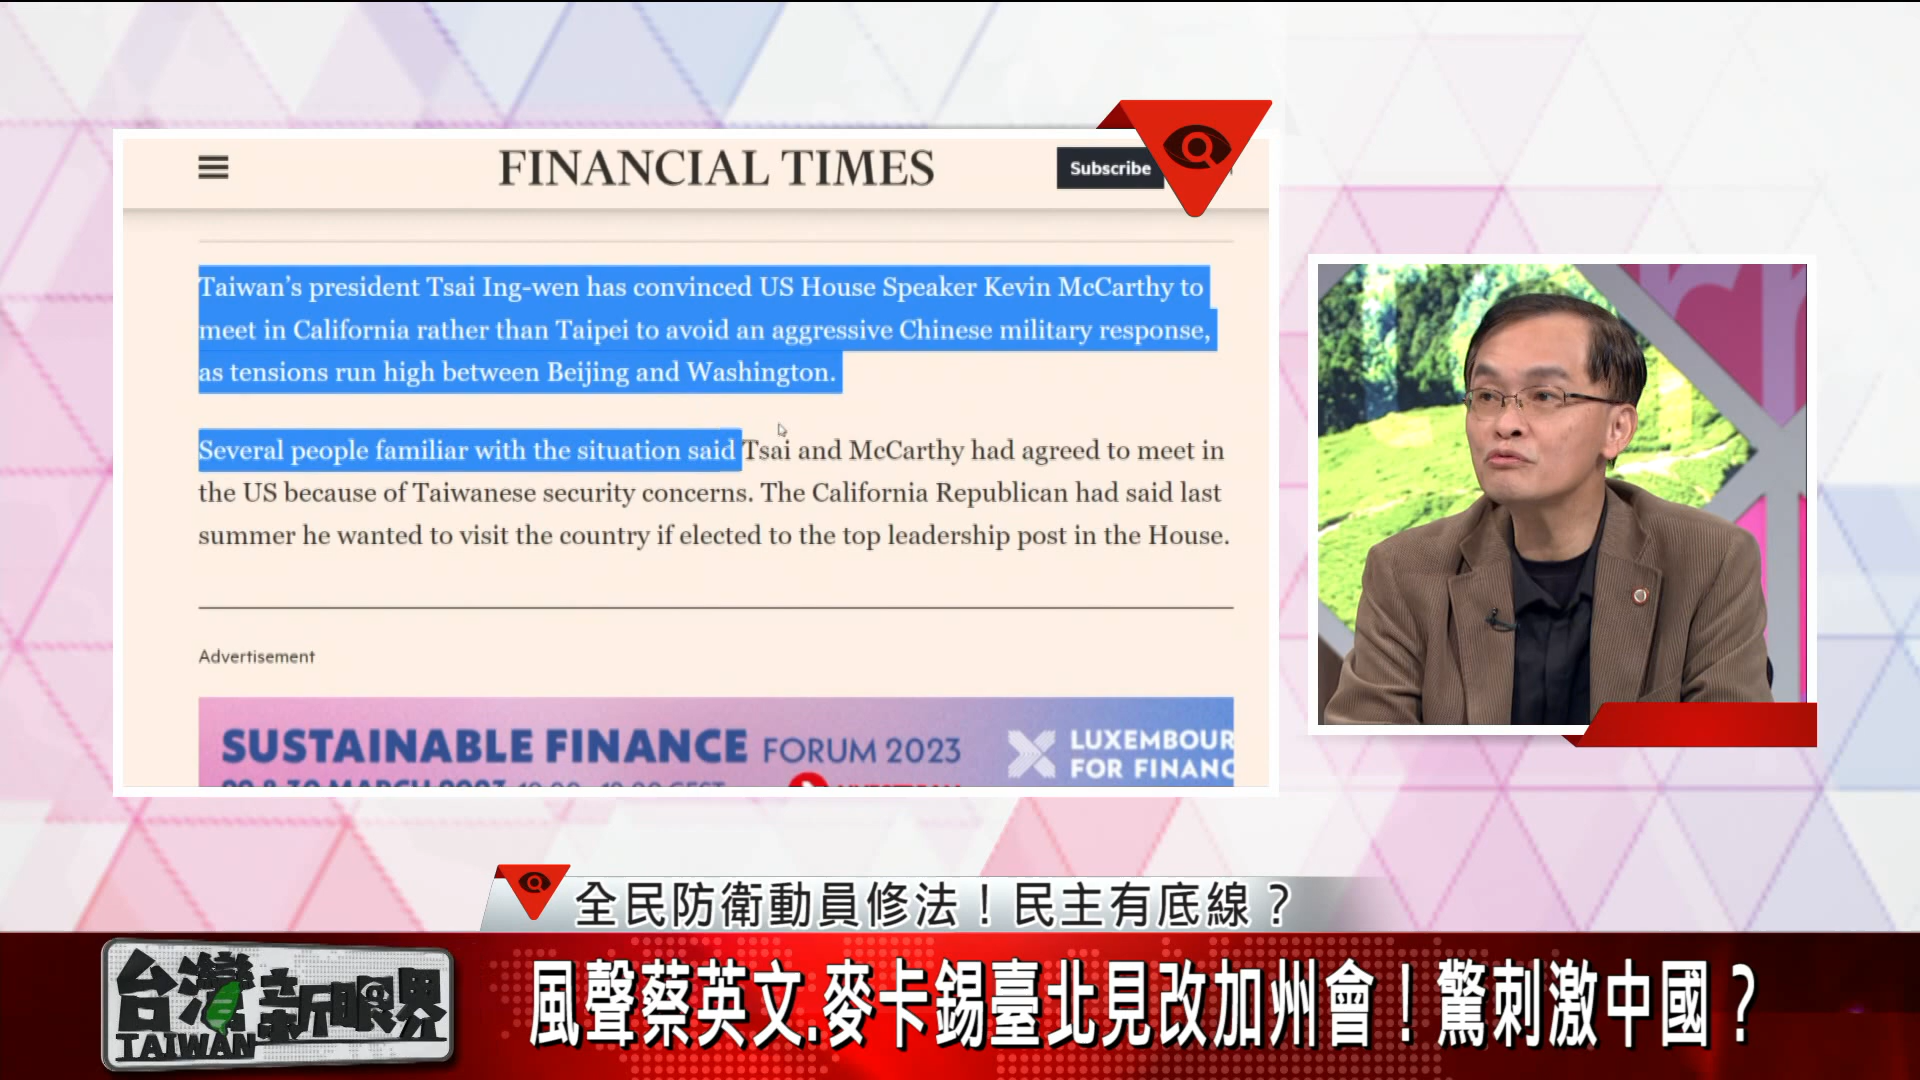 FINANCIAL TIMES
Subscribe
Taiwan's president Tsai Ing-wen has convinced US House Speaker Kevin McCarthy to
meet in California rather than Taipei to avoid an aggressive Chinese military response,
as tensions run high between Beijing and Washington.
Several people familiar with the situation said Tsai and McCarthy had agreed to meet in
the US because of Taiwanese security concerns. The California Republican had said last
summer he wanted to visit the country if elected to the top leadership post in the House.
Advertisement
SUSTAINABLE FINANCE FORUM 2023
LUXEMBOUR
FOR FINANC
全民防衛動員修法！民主有底線？
風聲蔡英文.麥卡錫臺北見改加州會！驚刺激中國？
台灣新眼界
TAIWAN